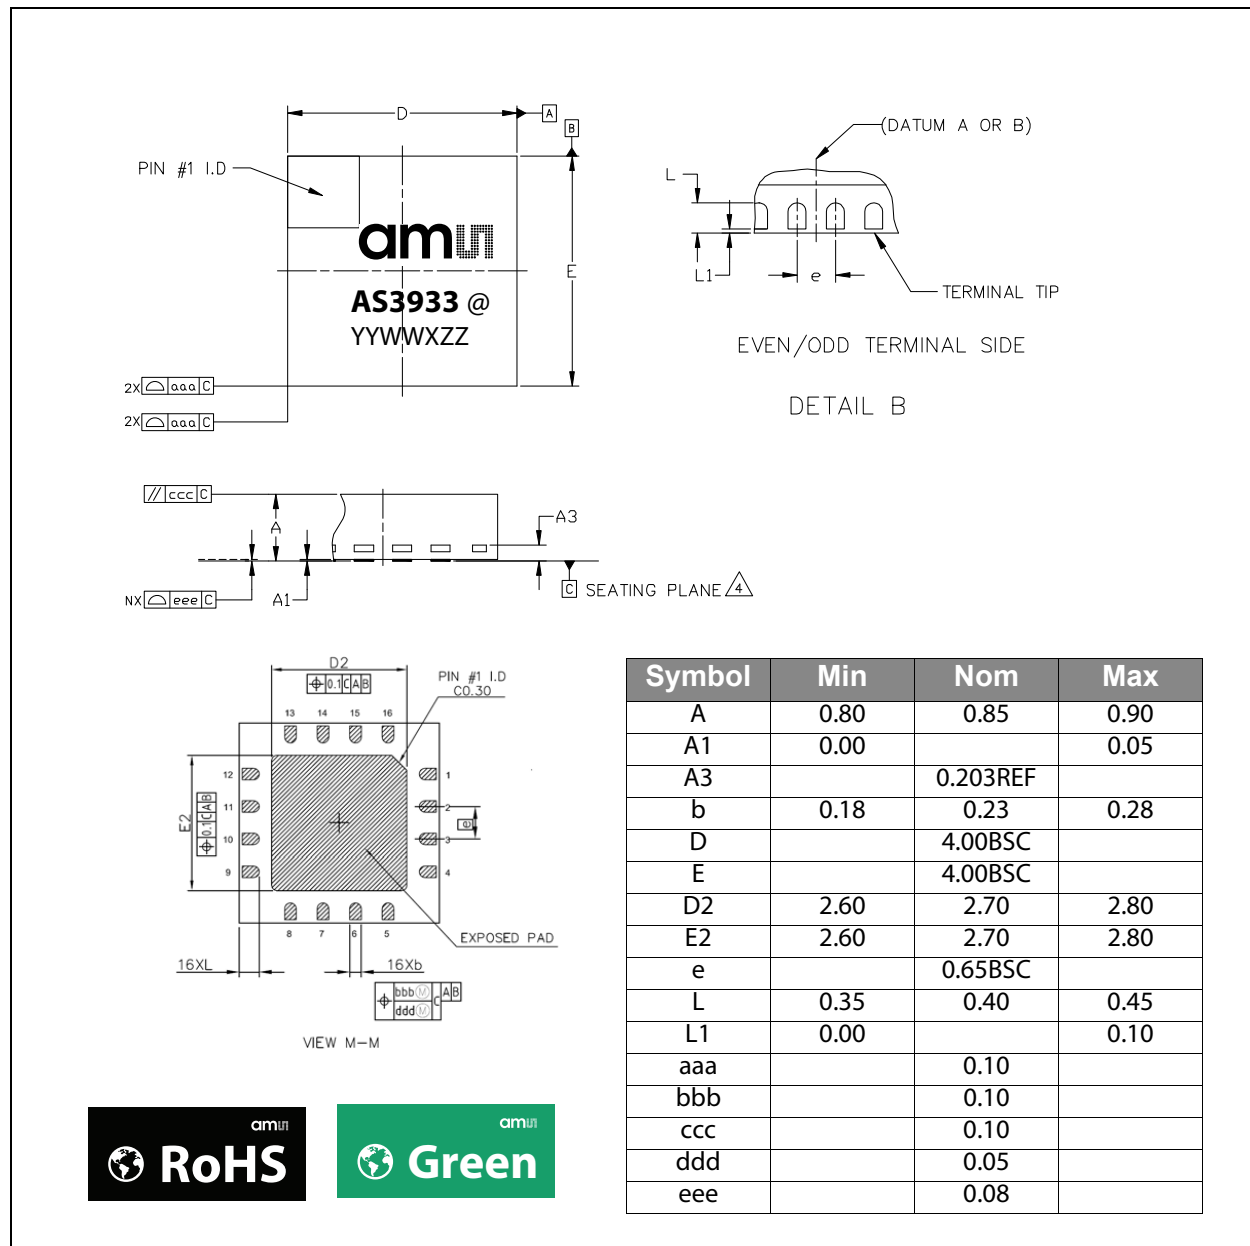 D
A
B
PIN #1 I.D
am
E
AS3933 @
YYWWXZZ
2X aaa C
2X aaa C
(DATUM A OR B)
L
L1
e
TERMINAL TIP
EVEN/ODD TERMINAL SIDE
DETAIL B
// ccc C
A
A3
NX eee C
A1
C SEATING PLANE 4
D2
0.1 C A B
PIN #1 I.D
C0.30
13 14 15 16
12 1
11 2
10 3
9 4
E2
0.1 C A B
e
8 7 6 5
EXPOSED PAD
16XL
16Xb
bbb M C A B
ddd M
VIEW M-M
Symbol Min Nom Max
A 0.80 0.85 0.90
A1 0.00 0.05
A3 0.203REF
b 0.18 0.23 0.28
D 4.00BSC
E 4.00BSC
D2 2.60 2.70 2.80
E2 2.60 2.70 2.80
e 0.65BSC
L 0.35 0.40 0.45
L1 0.00 0.10
aaa 0.10
bbb 0.10
ccc 0.10
ddd 0.05
eee 0.08
am
RoHS
am
Green